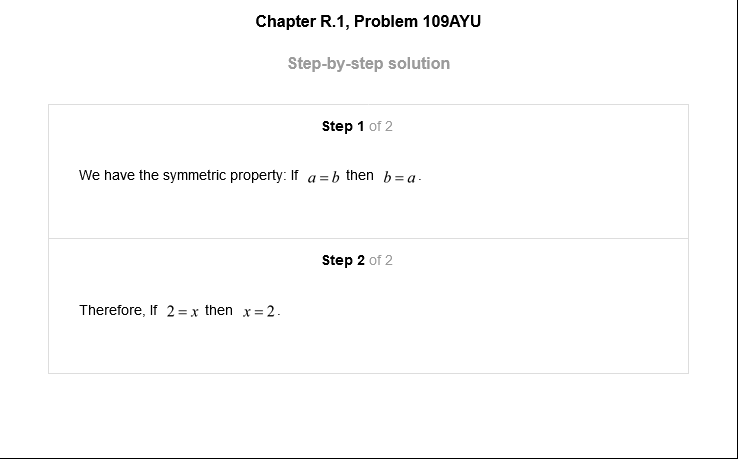 Chapter R.1, Problem 109AYU
Step-by-step solution
Step 1 of 2
We have the symmetric property: If a = b then b = a.
Step 2 of 2
Therefore, If 2 = x then x = 2.